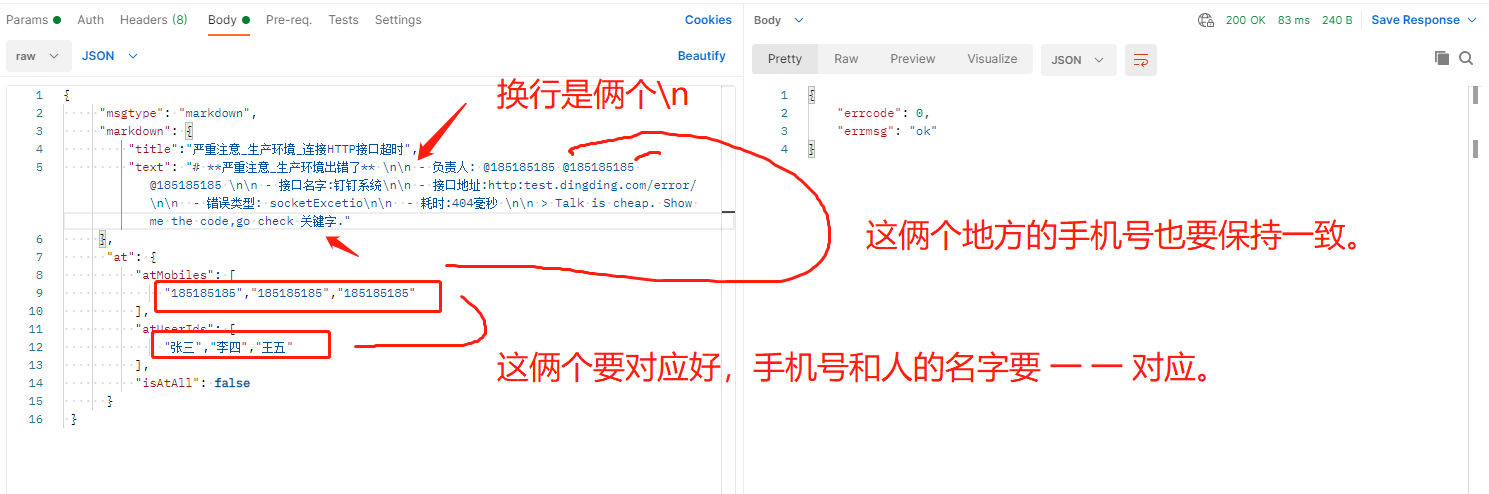 Params Auth Headers (8) Body Pre-req. Tests Settings Cookies
raw JSON Beautify
1 {
2 "msgtype": "markdown",
3 "markdown": {
4 "title":"严重注意_生产环境_连接HTTP接口超时",
5 "text": "# **严重注意_生产环境出错了** \n\n - 负责人: @185185185 @185185185
@185185185 \n\n - 接口名字:钉钉系统\n\n - 接口地址:http:test.dingding.com/error/
\n\n - 错误类型: socketExcetio\n\n - 耗时:404毫秒 \n\n > Talk is cheap. Show
me the code,go check 关键字."
6 },
7 "at": {
8 "atMobiles": [
9 "185185185","185185185","185185185"
10 ],
11 "atUserIds": [
12 "张三","李四","王五"
13 ],
14 "isAtAll": false
15 }
16 }
换行是俩个\n
这俩个地方的手机号也要保持一致。
这俩个要对应好，手机号和人的名字要 一 一 对应。
Body 200 OK 83 ms 240 B Save Response
Pretty Raw Preview Visualize JSON
1 {
2 "errcode": 0,
3 "errmsg": "ok"
4 }